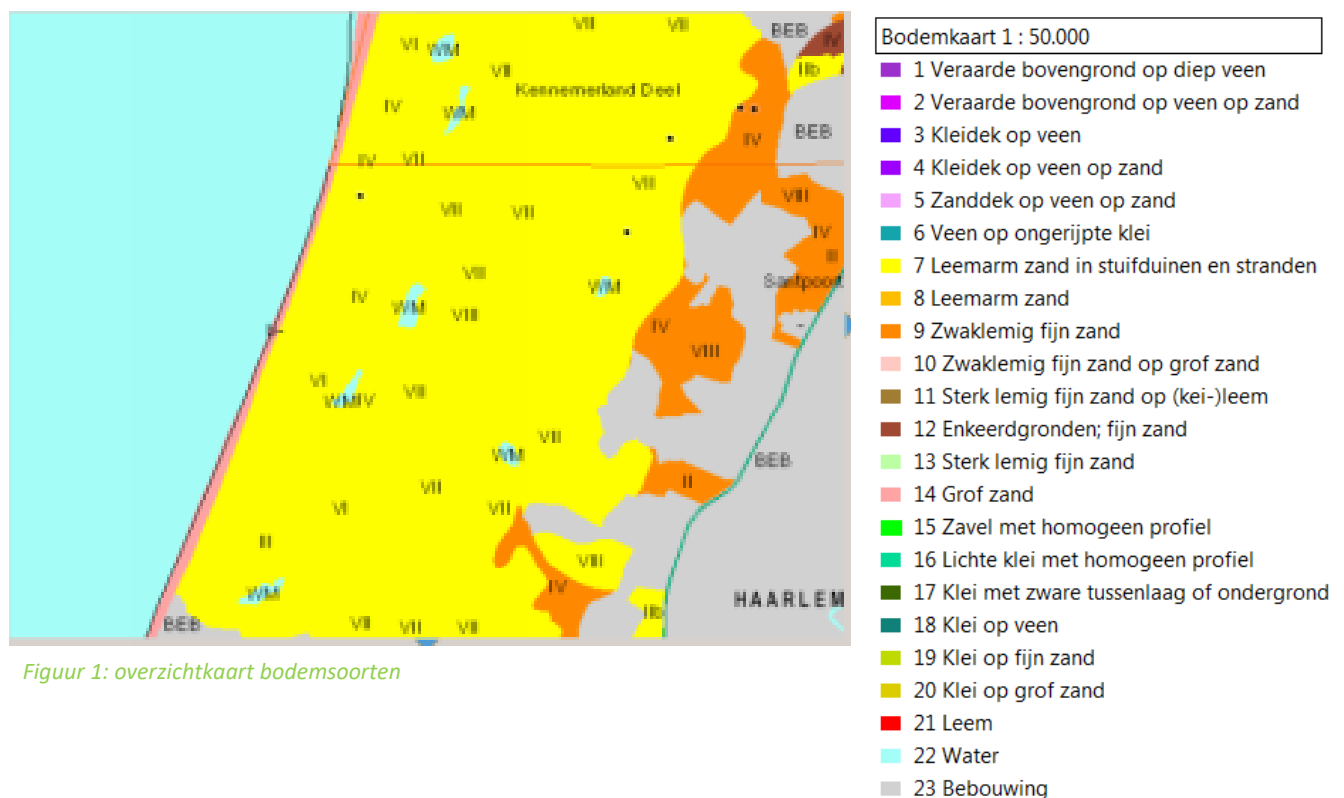 VII VII
BEB
IV
VI WM
VII
IIb
Kennemerland Deel
IV
WM
IV
BEB
IV VII
VII
VIII
VII VII
IV
VIII
II
Santpoort
WM
IV
WM VIII
IV
VIII
VI
WM IV
VII
VII
WM
BEB
VII
II
VI
VII
III
VIII
IV
WM
HAARLEM
IIb
BEB
VII VII VII
Figuur 1: overzichtkaart bodemsoorten
Bodemkaart 1 : 50.000
1 Veraarde bovengrond op diep veen
2 Veraarde bovengrond op veen op zand
3 Kleidek op veen
4 Kleidek op veen op zand
5 Zanddek op veen op zand
6 Veen op ongerijpte klei
7 Leemarm zand in stuifduinen en stranden
8 Leemarm zand
9 Zwaklemig fijn zand
10 Zwaklemig fijn zand op grof zand
11 Sterk lemig fijn zand op (kei-)leem
12 Enkeerdgronden; fijn zand
13 Sterk lemig fijn zand
14 Grof zand
15 Zavel met homogeen profiel
16 Lichte klei met homogeen profiel
17 Klei met zware tussenlaag of ondergrond
18 Klei op veen
19 Klei op fijn zand
20 Klei op grof zand
21 Leem
22 Water
23 Bebouwing